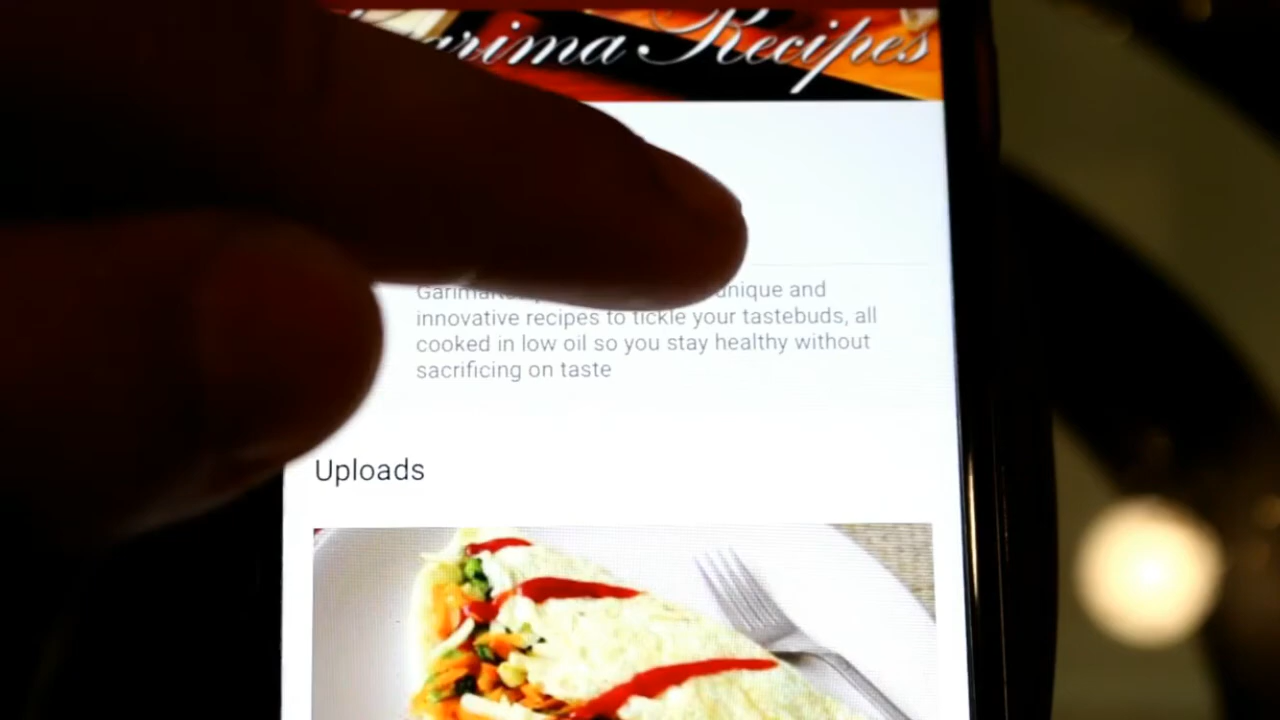 Recipes
unique and
innovative recipes to tickle your tastebuds, all
cooked in low oil so you stay healthy without
sacrificing on taste
Uploads